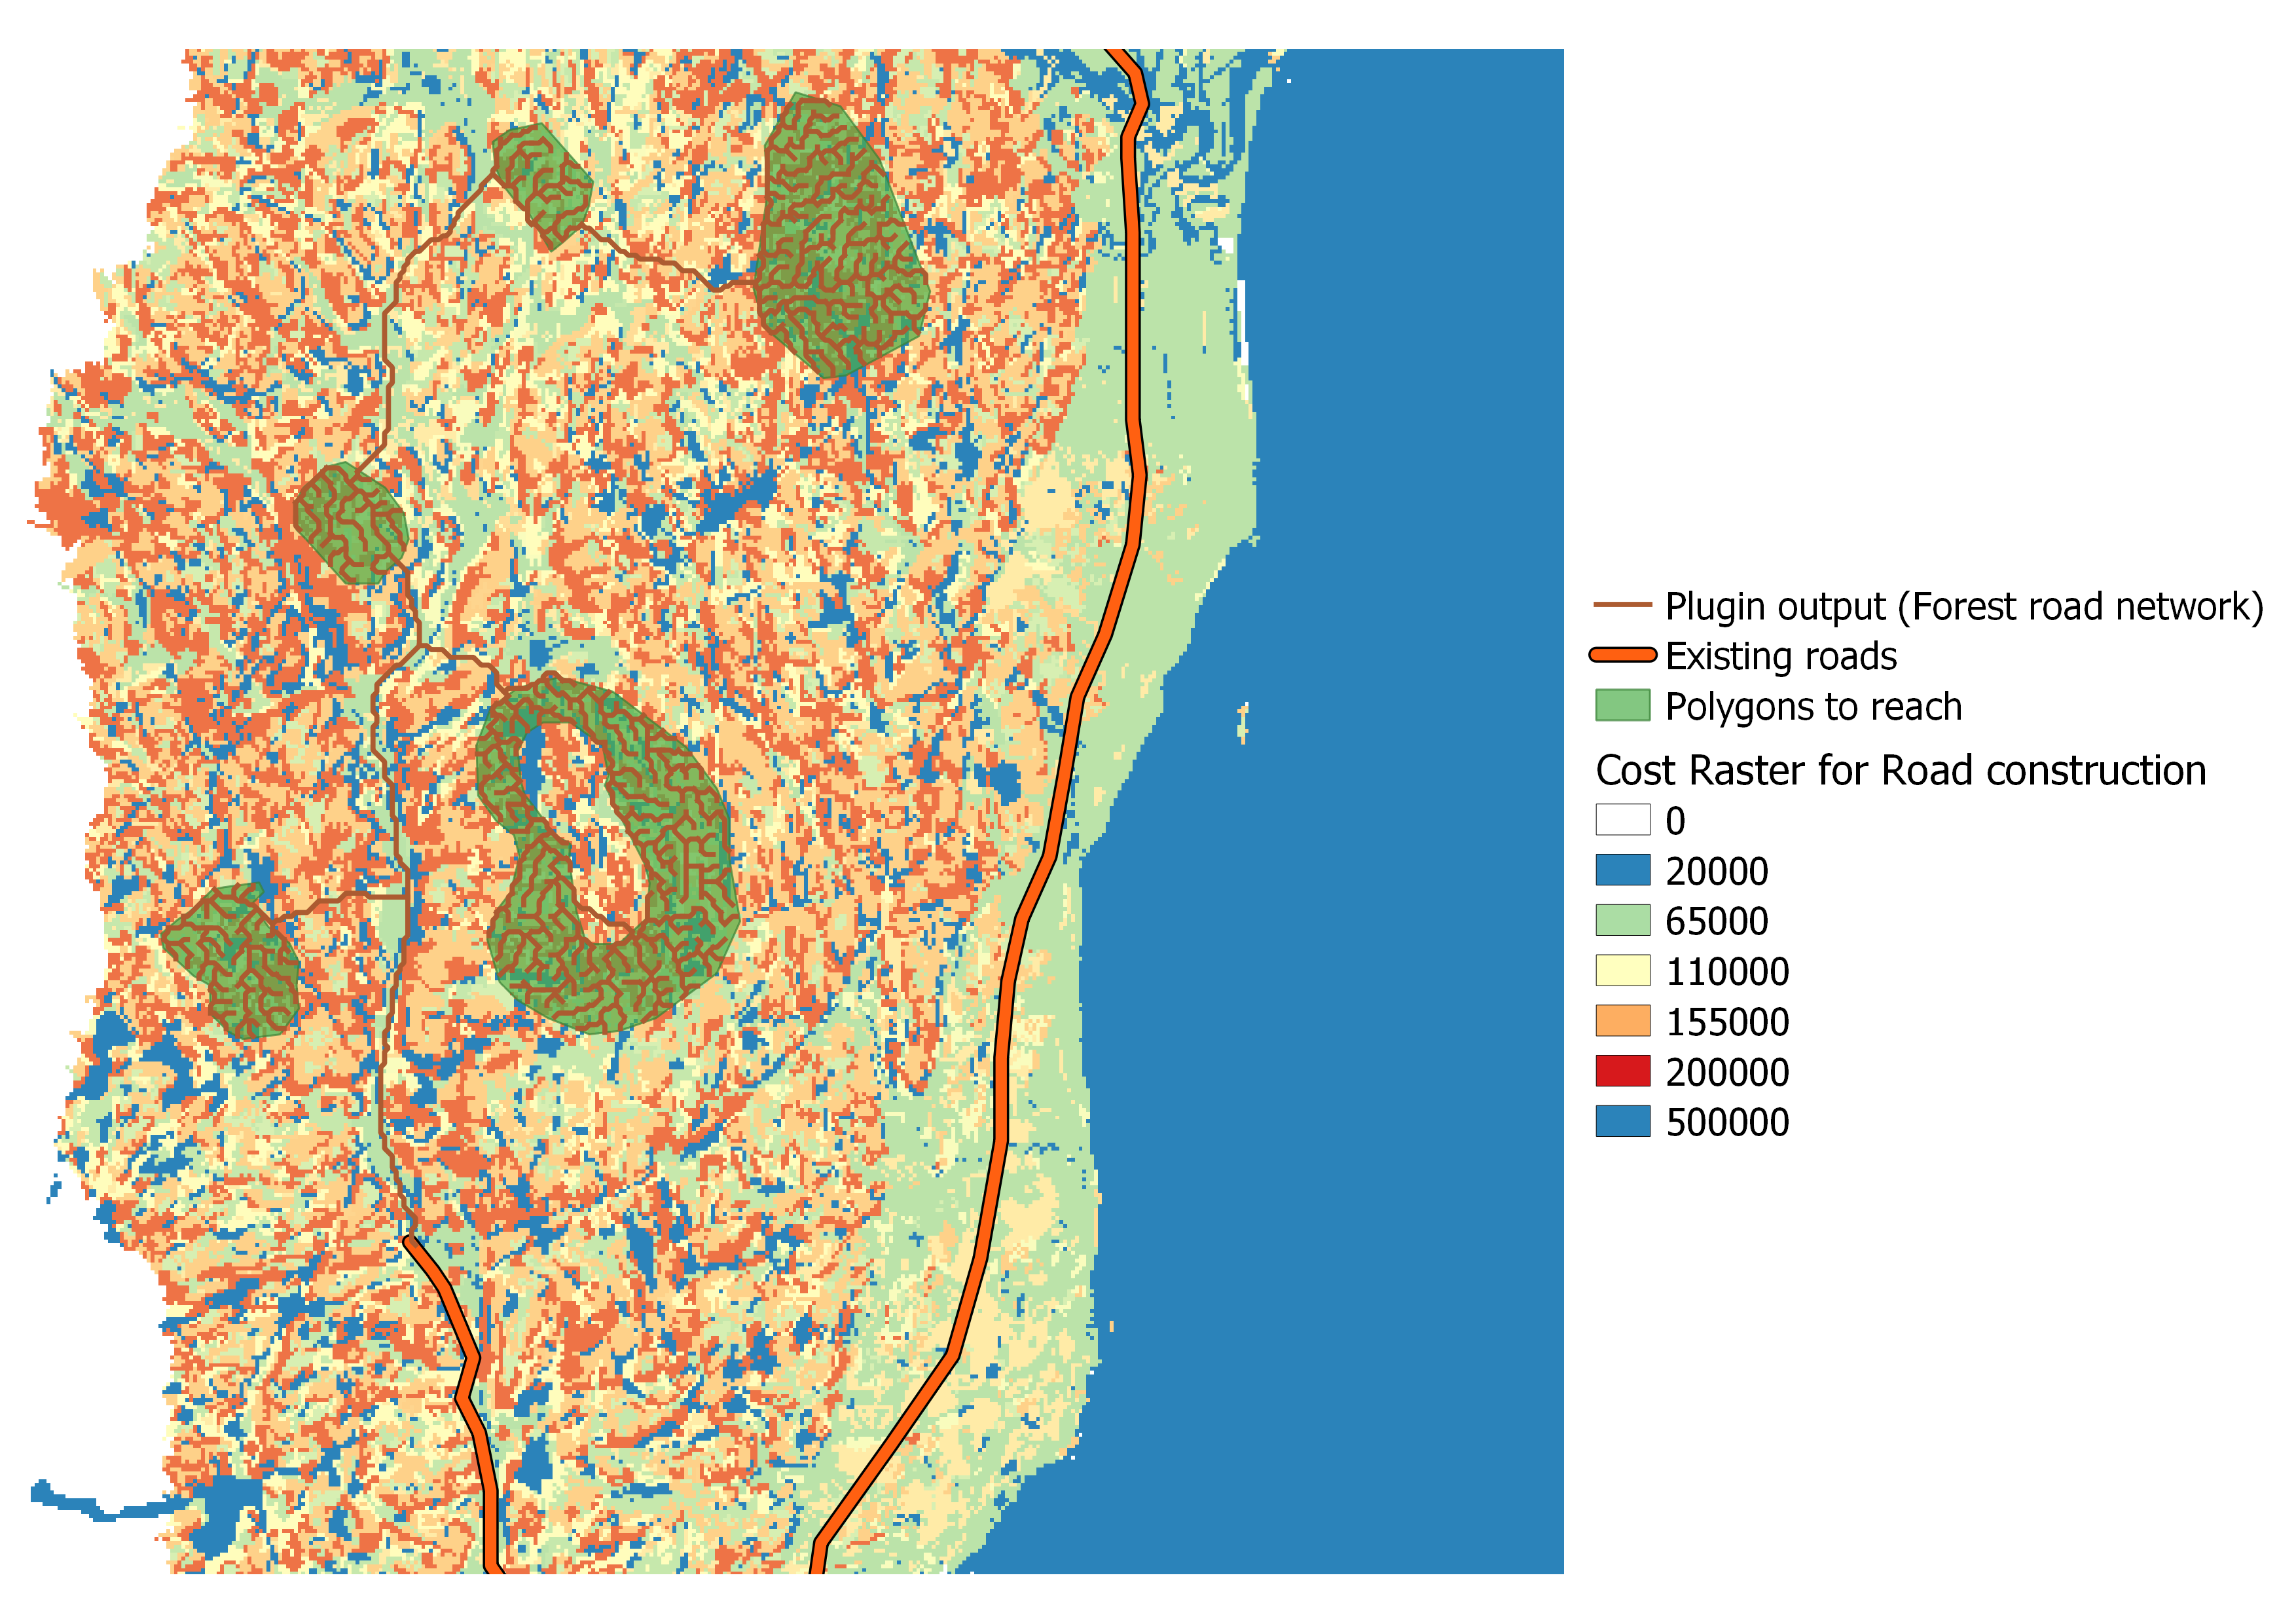 Plugin output (Forest road network)
Existing roads
Polygons to reach
Cost Raster for Road construction
0
20000
65000
110000
155000
200000
500000